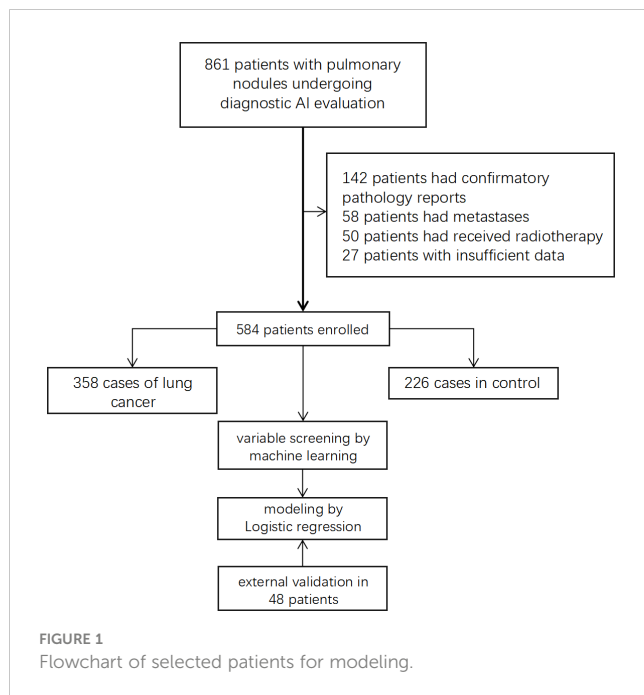 861 patients with pulmonary
nodules undergoing
diagnostic AI evaluation
142 patients had confirmatory
pathology reports
58 patients had metastases
50 patients had received radiotherapy
27 patients with insufficient data
584 patients enrolled
358 cases of lung
cancer
226 cases in control
variable screening by
machine learning
modeling by
Logistic regression
external validation in
48 patients
FIGURE 1
Flowchart of selected patients for modeling.